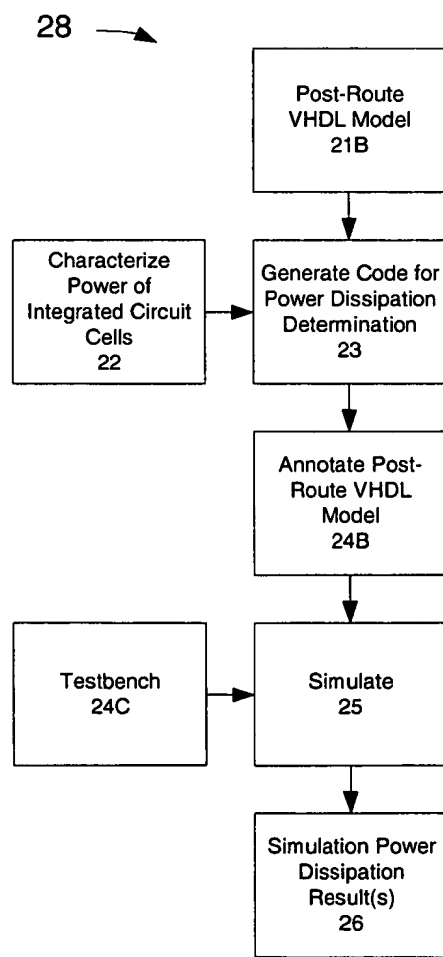 28
Post-Route
VHDL Model
21B
Characterize
Power of
Integrated Circuit
Cells
22
Generate Code for
Power Dissipation
Determination
23
Annotate Post-
Route VHDL
Model
24B
Testbench
24C
Simulate
25
Simulation Power
Dissipation
Result(s)
26